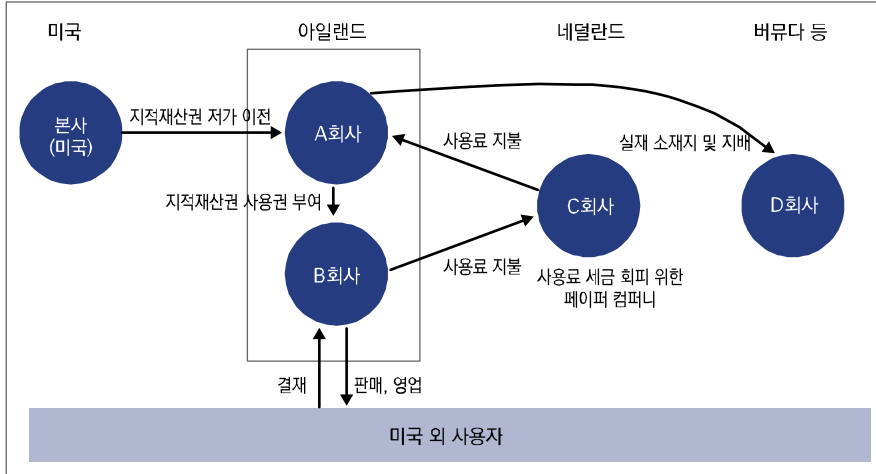 미국
아일랜드
네덜란드
버뮤다 등
본사
(미국)
지적재산권 저가 이전
A회사
사용료 지불
실재 소재지 및 지배
지적재산권 사용권 부여
C회사
D회사
B회사
사용료 지불
사용료 세금 회피 위한
페이퍼 컴퍼니
결재
판매, 영업
미국 외 사용자